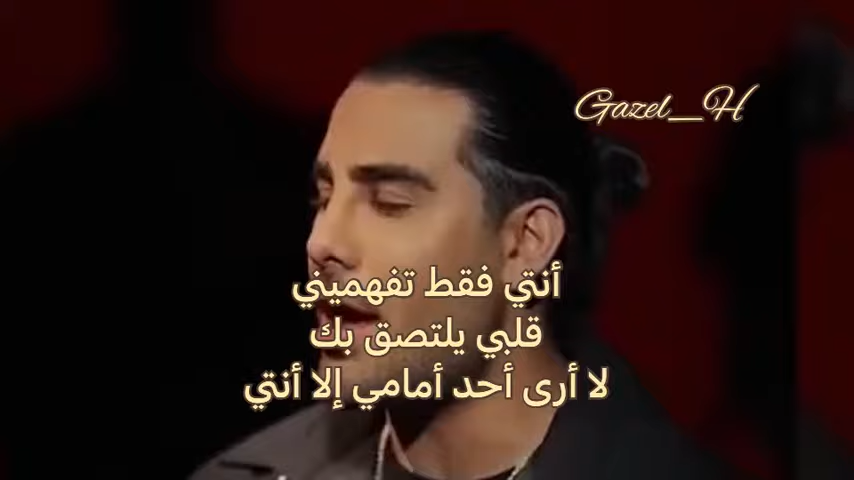 Gazel_H
أنتي فقط تفهميني
قلبي يلتصق بك
لا أرى أحد أمامي إلا أنتي